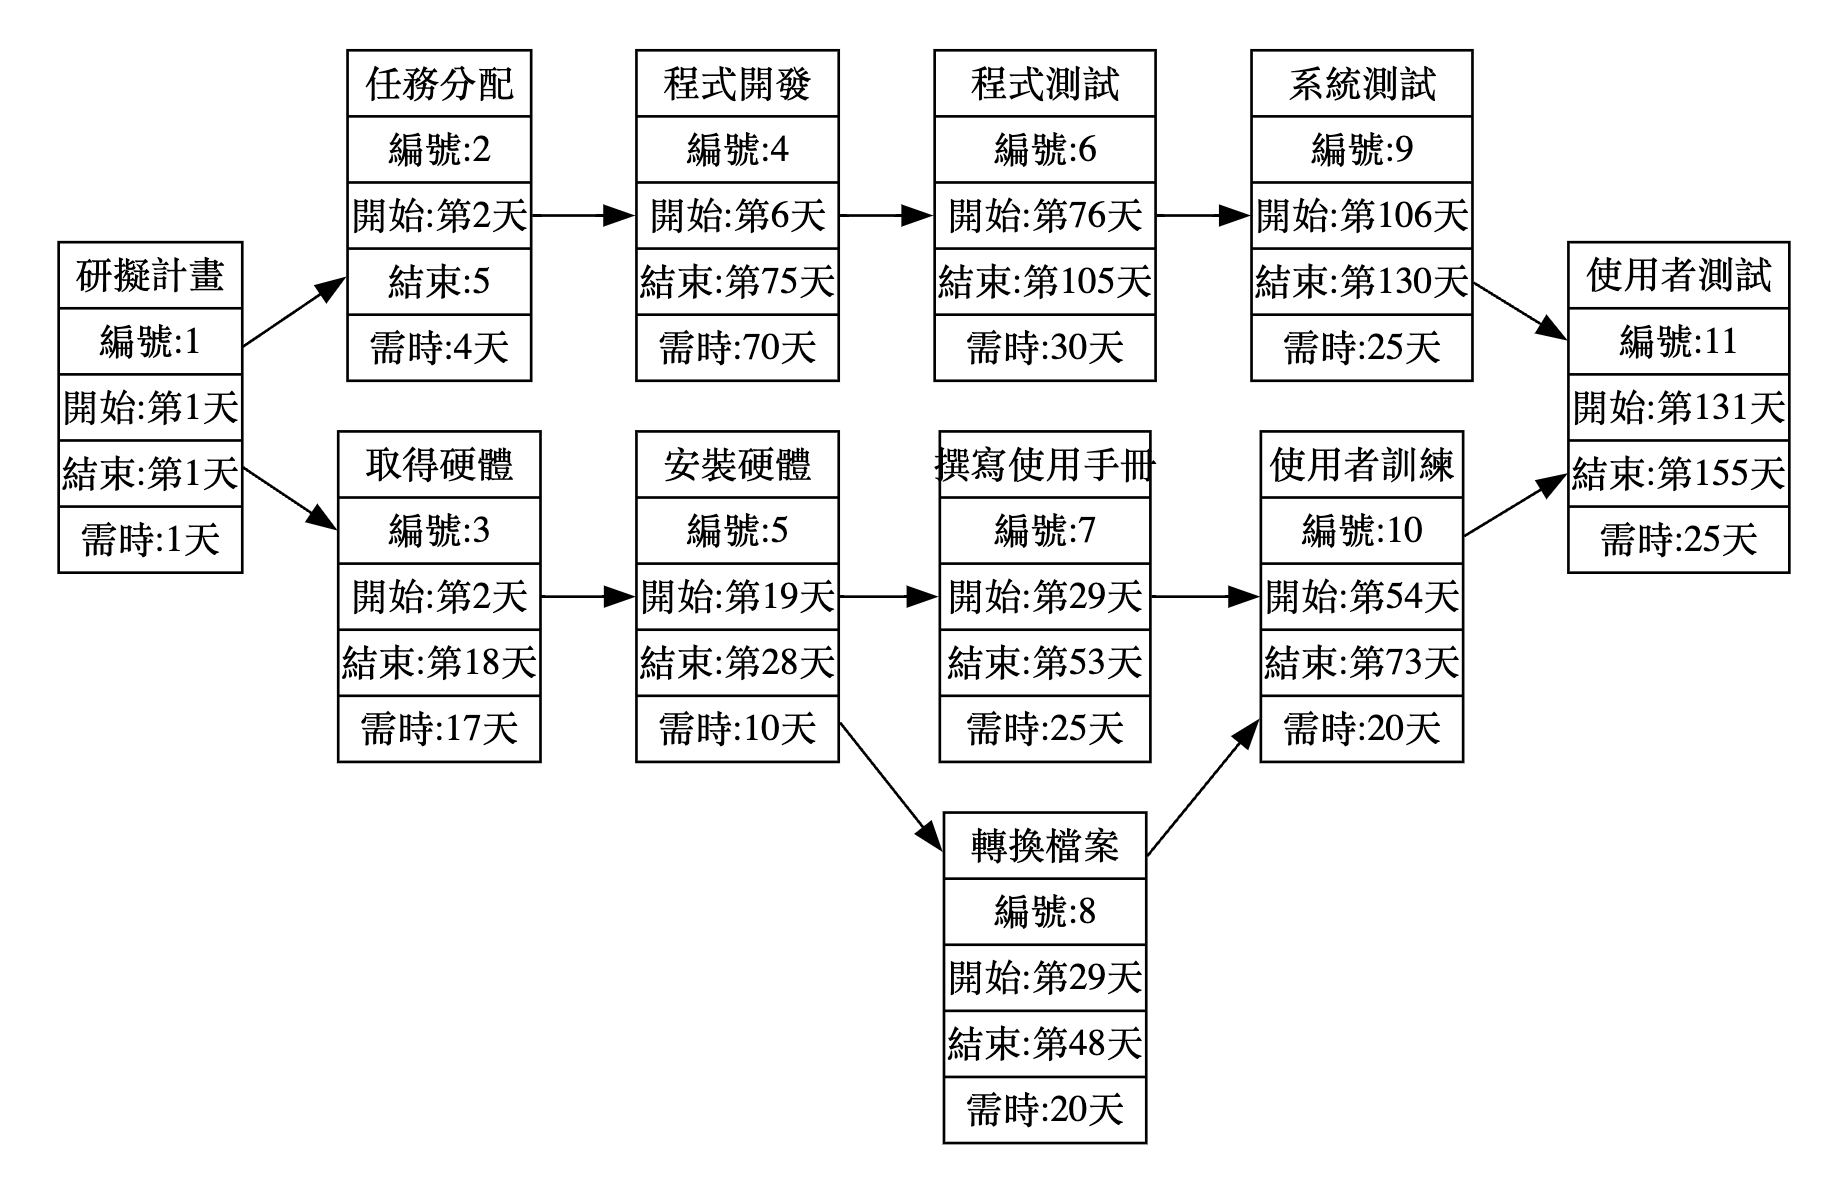 研擬計畫
編號:1
開始:第1天
結束:第1天
需時:1天
任務分配
編號:2
開始:第2天
結束:5
需時:4天
程式開發
編號:4
開始:第6天
結束:第75天
需時:70天
程式測試
編號:6
開始:第76天
結束:第105天
需時:30天
系統測試
編號:9
開始:第106天
結束:第130天
需時:25天
取得硬體
編號:3
開始:第2天
結束:第18天
需時:17天
安裝硬體
編號:5
開始:第19天
結束:第28天
需時:10天
撰寫使用手冊
編號:7
開始:第29天
結束:第53天
需時:25天
使用者訓練
編號:10
開始:第54天
結束:第73天
需時:20天
轉換檔案
編號:8
開始:第29天
結束:第48天
需時:20天
使用者測試
編號:11
開始:第131天
結束:第155天
需時:25天